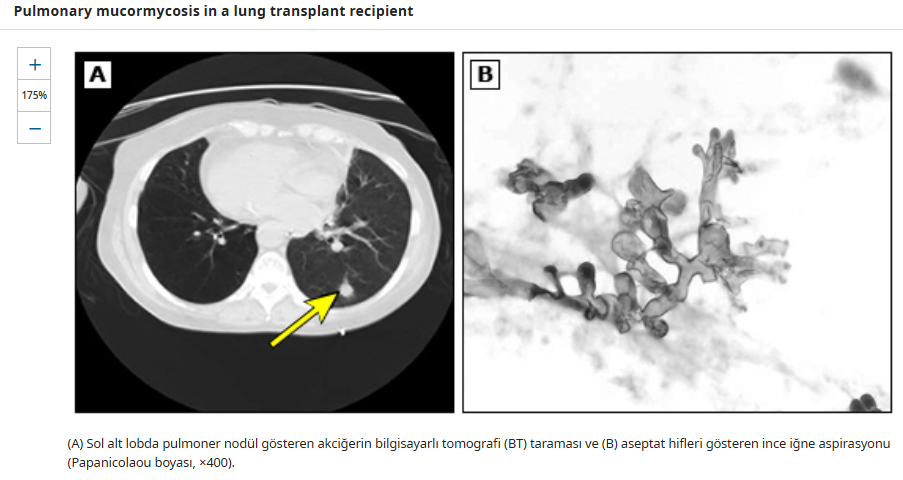 Pulmonary mucormycosis in a lung transplant recipient
+
175%
−
A
B
(A) Sol alt lobda pulmoner nodül gösteren akciğerin bilgisayarlı tomografi (BT) taraması ve (B) aseptat hifleri gösteren ince iğne aspirasyonu
(Papanicolaou boyası, ×400).